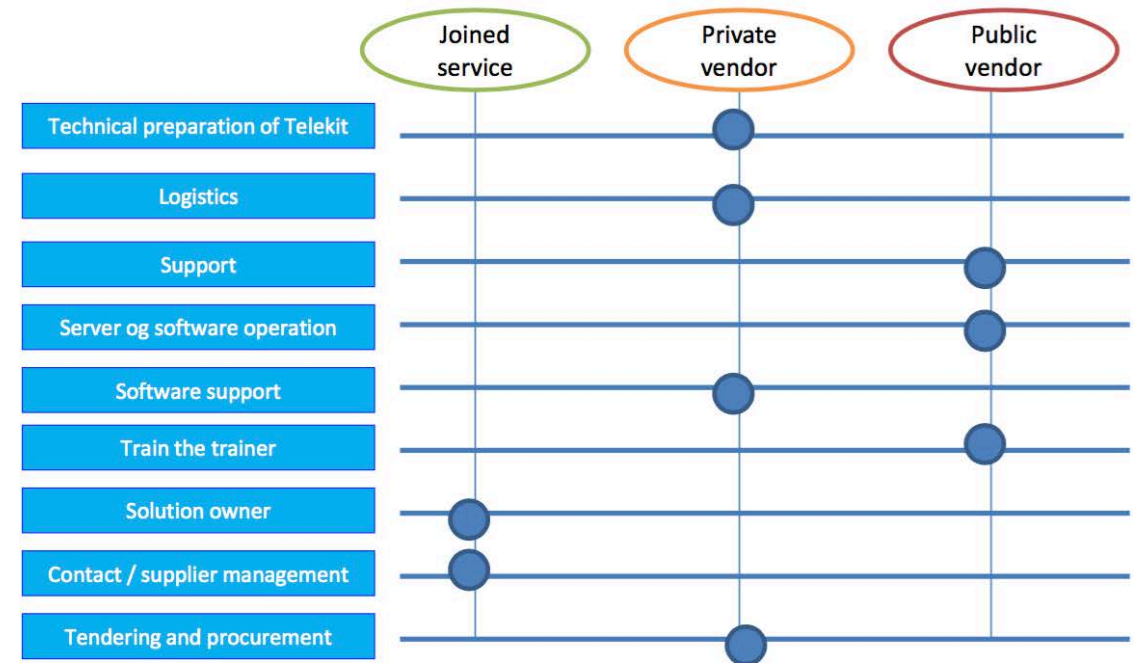 Joined
service
Private
vendor
Public
vendor
Technical preparation of Telekit
Logistics
Support
Server og software operation
Software support
Train the trainer
Solution owner
Contact / supplier management
Tendering and procurement